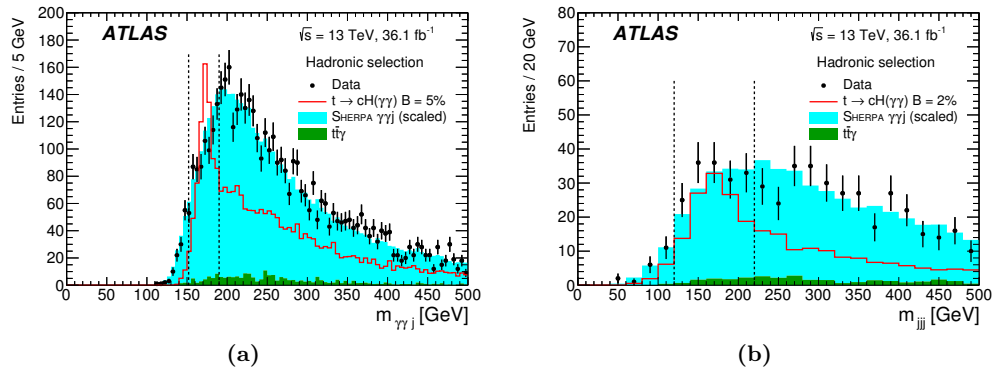 ATLAS
√s = 13 TeV, 36.1 fb⁻¹
Hadronic selection
Data
t → cH(γγ) B = 5%
SHERPA γγj (scaled)
tt̄γ
Entries / 5 GeV
200
180
160
140
120
100
80
60
40
20
0
0 50 100 150 200 250 300 350 400 450 500
m_γγ j [GeV]
(a)
ATLAS
√s = 13 TeV, 36.1 fb⁻¹
Hadronic selection
Data
t → cH(γγ) B = 2%
SHERPA γγj (scaled)
tt̄γ
Entries / 20 GeV
80
70
60
50
40
30
20
10
0
0 50 100 150 200 250 300 350 400 450 500
m_jjj [GeV]
(b)